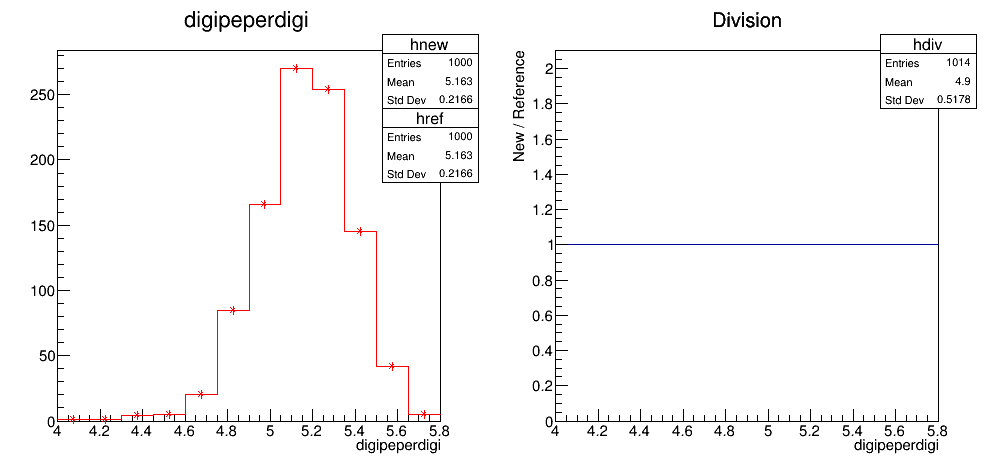 digipeperdigi
hnew
Entries 1000
Mean 5.163
Std Dev 0.2166
href
Entries 1000
Mean 5.163
Std Dev 0.2166
250
200
150
100
50
0
4 4.2 4.4 4.6 4.8 5 5.2 5.4 5.6 5.8
digipeperdigi
Division
hdiv
Entries 1014
Mean 4.9
Std Dev 0.5178
New / Reference
2
1.8
1.6
1.4
1.2
1
0.8
0.6
0.4
0.2
0
4 4.2 4.4 4.6 4.8 5 5.2 5.4 5.6 5.8
digipeperdigi